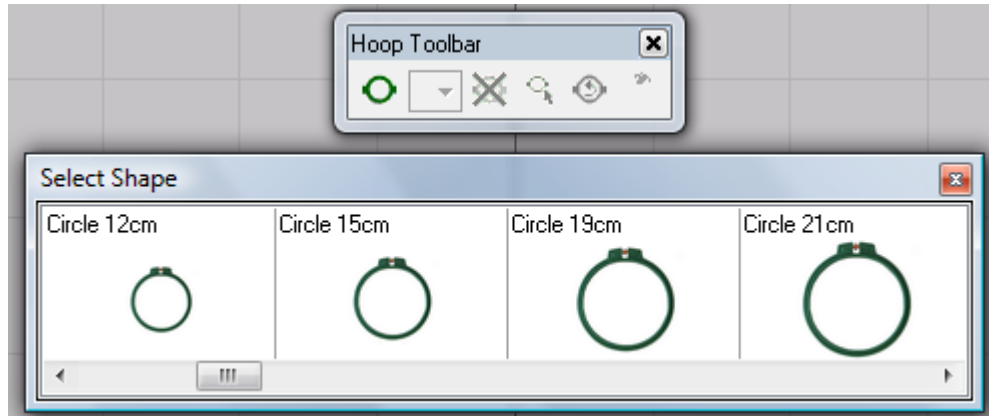 Hoop Toolbar
Select Shape
Circle 12cm
Circle 15cm
Circle 19cm
Circle 21cm